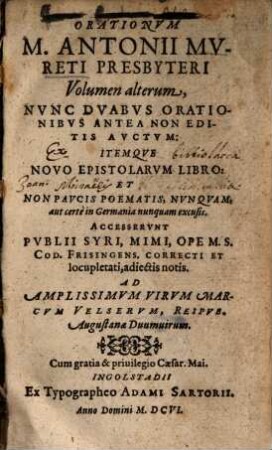 ORATIONVM
M. ANTONII MV-
RETI PRESBYTERI
Volumen alterum,
NVNC DVABVS ORATIO-
NIBVS ANTEA NON EDI-
TIS AVCTVM:
ITEMQVE
NOVO EPISTOLARVM LIBRO:
ET
NON PAVCIS POEMATIS, NVNQVAM,
aut certè in Germania nunquam excusis.
ACCESSERVNT
PVBLII SYRI, MIMI, OPE M.S.
COD. FRISINGENS. CORRECTI ET
locupletati, adiectis notis.
AD
AMPLISSIMVM VIRVM MAR-
CVM VELSERVM, REIPVB.
Augustanæ Duumuirum.
Cum gratia & priuilegio Cæsar. Mai.
INGOLSTADII
Ex Typographeo ADAMI SARTORII.
Anno Domini M. DCVI.